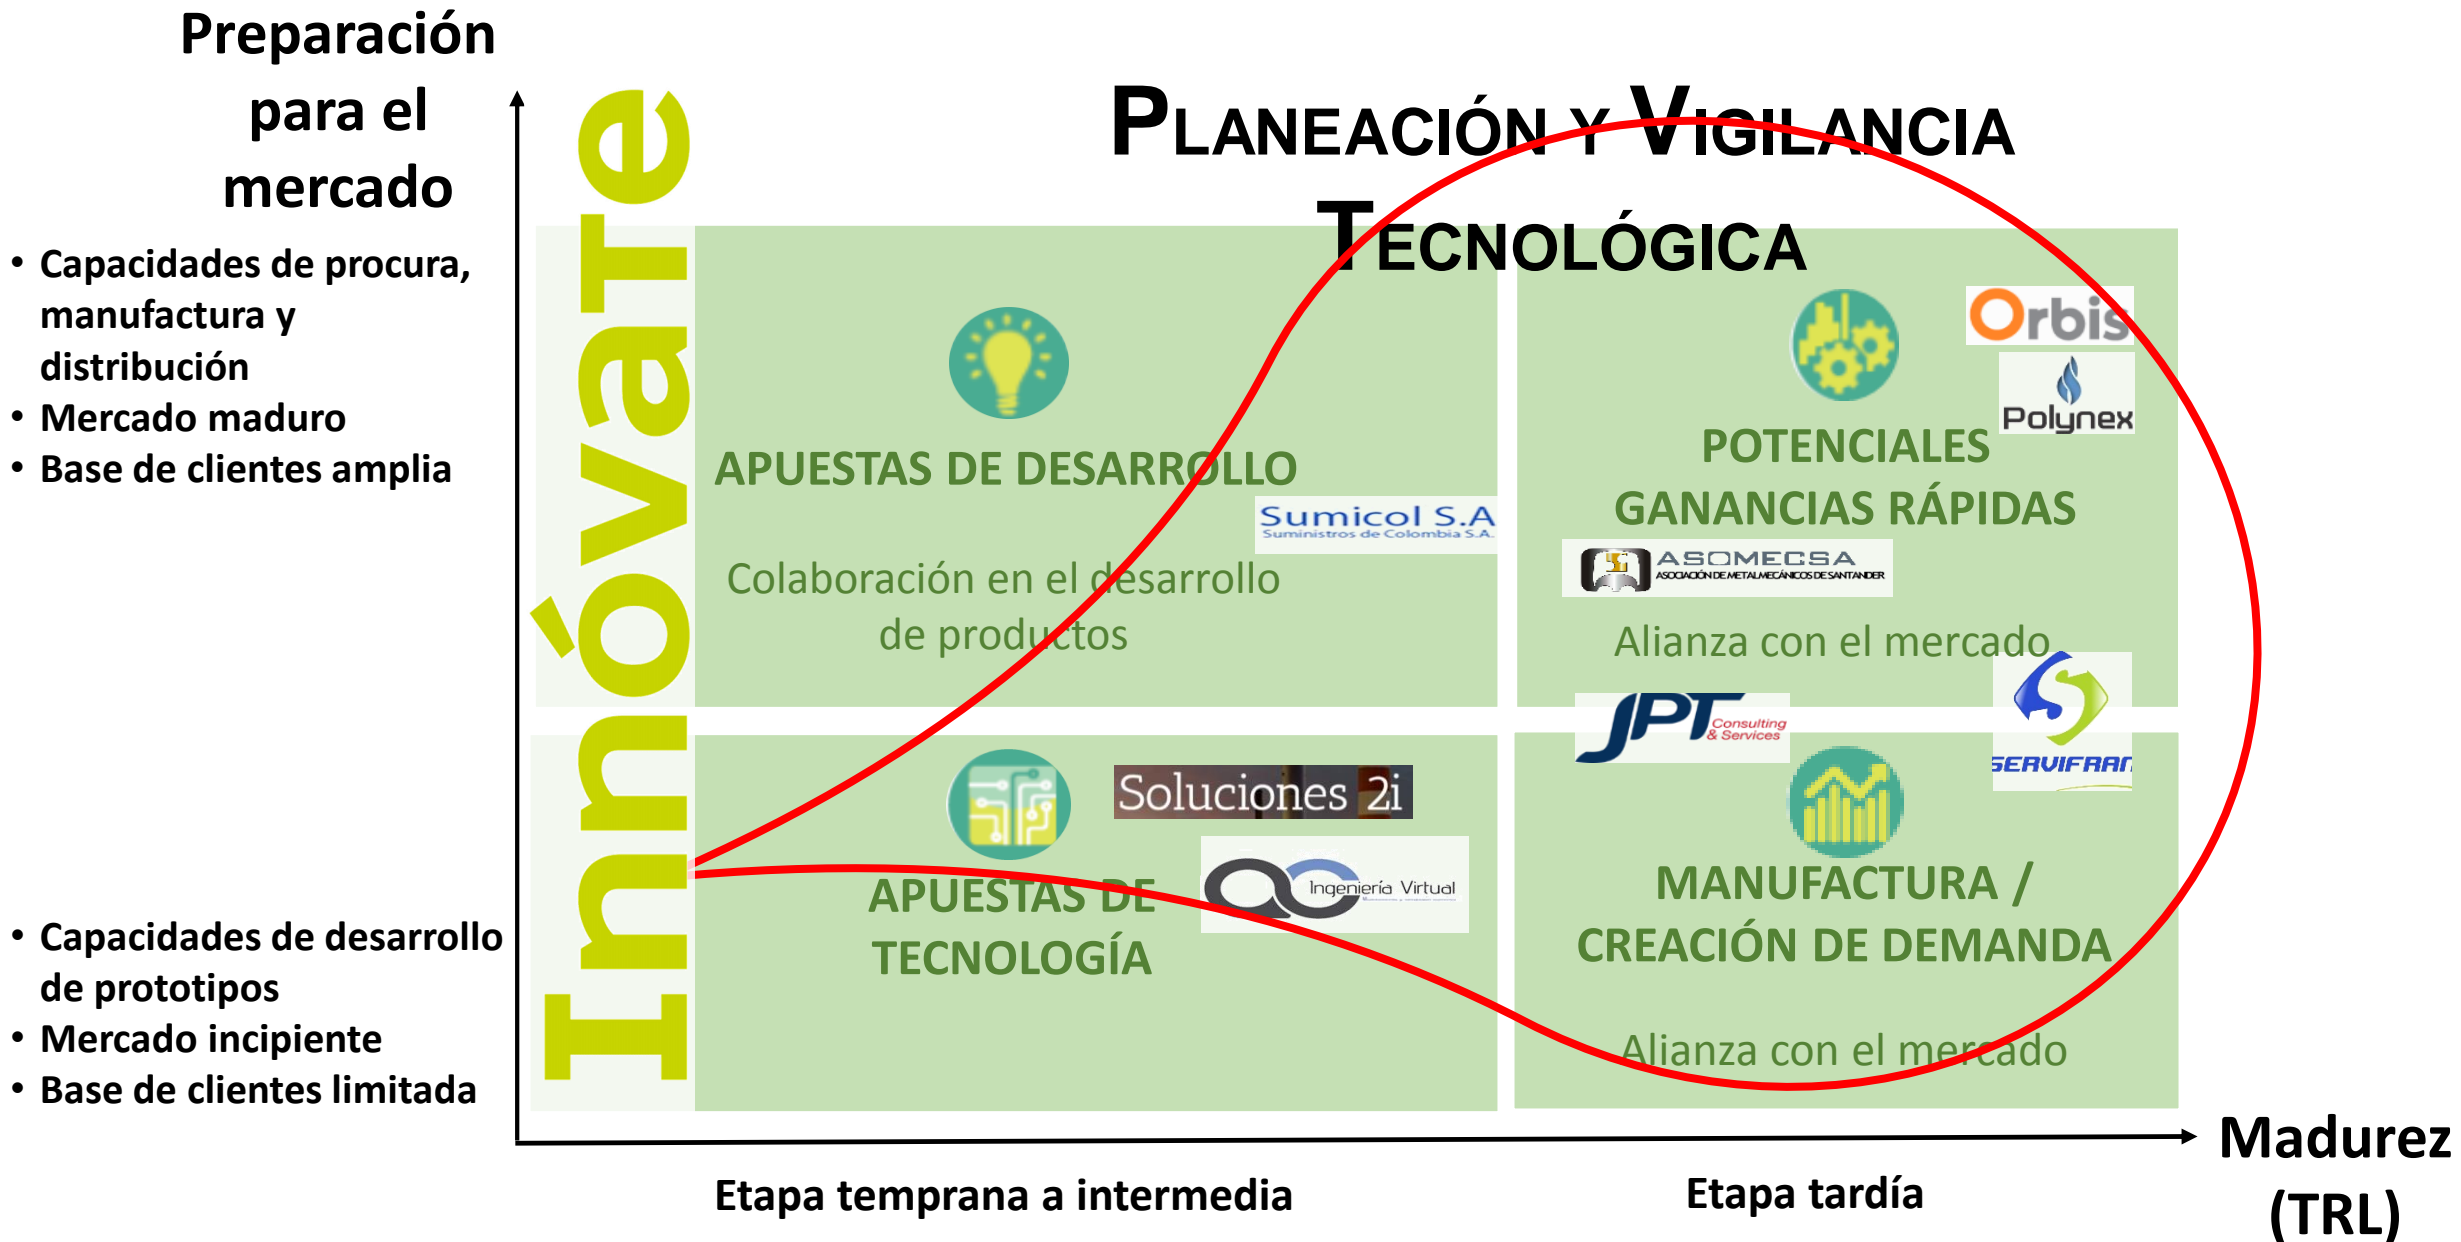 Preparación
para el
mercado
• Capacidades de procura,
manufactura y
distribución
• Mercado maduro
• Base de clientes amplia
• Capacidades de desarrollo
de prototipos
• Mercado incipiente
• Base de clientes limitada
Innóvate
PLANEACIÓN Y VIGILANCIA
TECNOLÓGICA
APUESTAS DE DESARROLLO
Sumicol S.A
Suministros de Colombia S.A.
Colaboración en el desarrollo
de productos
Orbis
Polynex
POTENCIALES
GANANCIAS RÁPIDAS
ASOMECSA
ASOCIACIÓN DE METALMECÁNICOS DE SANTANDER
Alianza con el mercado
JPT
Consulting
& Services
SERVIFRAN
Soluciones 2i
Ingeniería Virtual
APUESTAS DE
TECNOLOGÍA
MANUFACTURA /
CREACIÓN DE DEMANDA
Alianza con el mercado
Etapa temprana a intermedia
Etapa tardía
Madurez
(TRL)